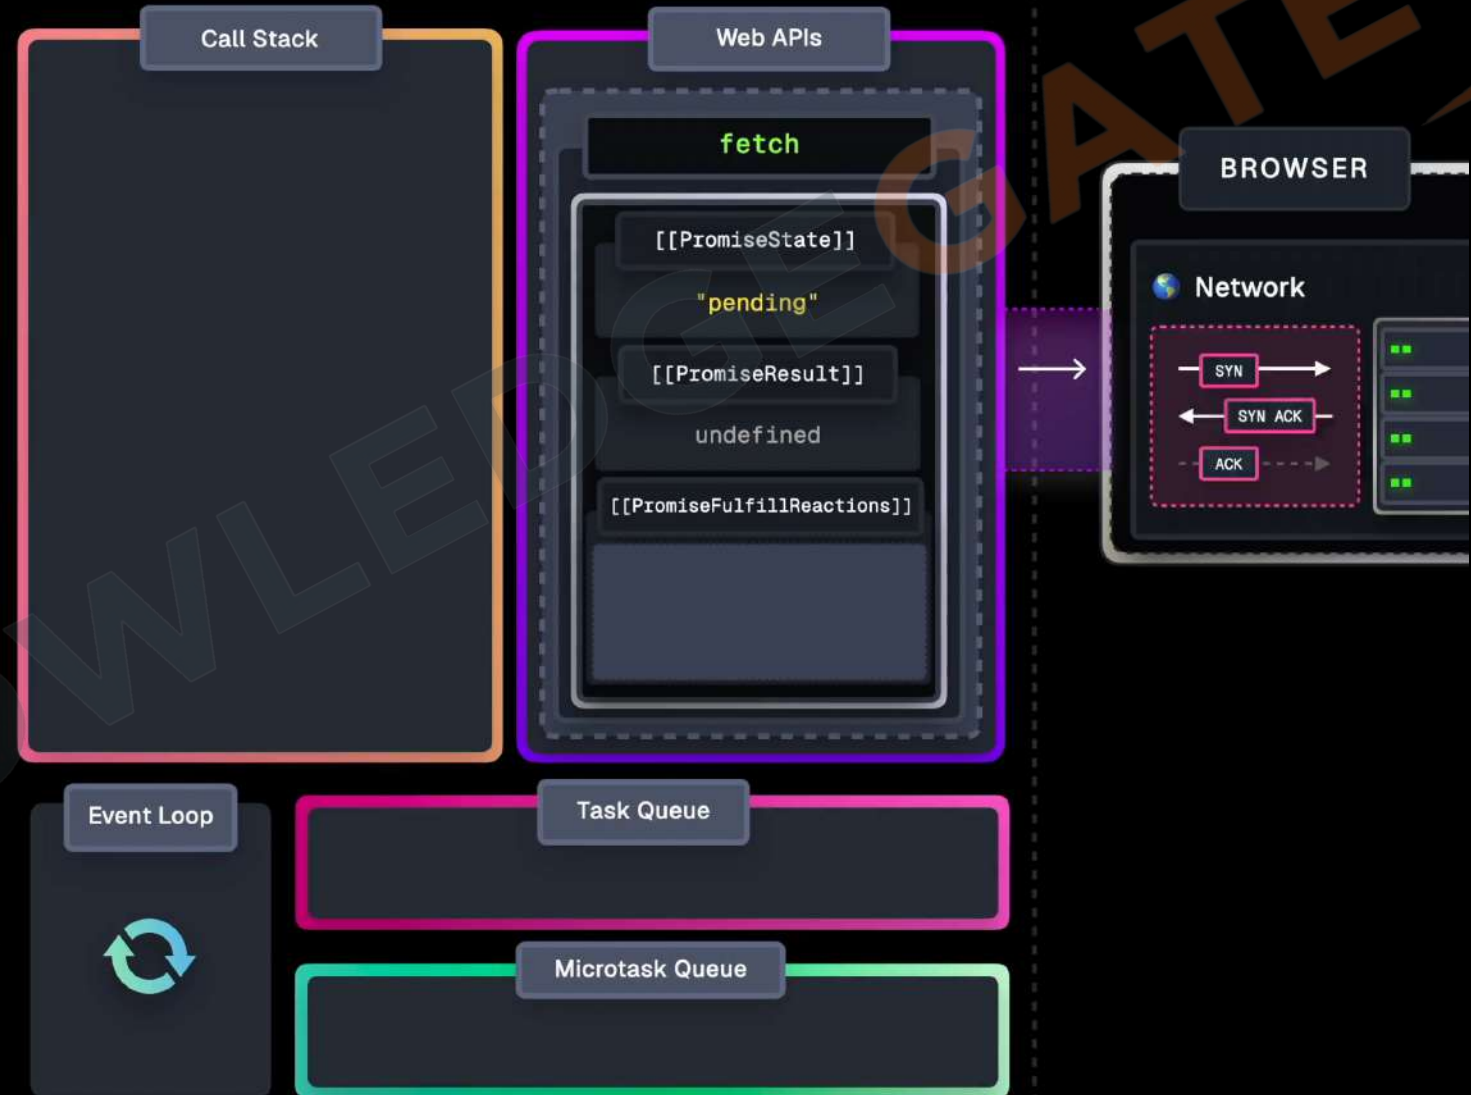 Call Stack
Web APIs
fetch
[[PromiseState]]
"pending"
[[PromiseResult]]
undefined
[[PromiseFulfillReactions]]
BROWSER
Network
SYN
SYN ACK
ACK
Event Loop
Task Queue
Microtask Queue
OWLEDGEGATE